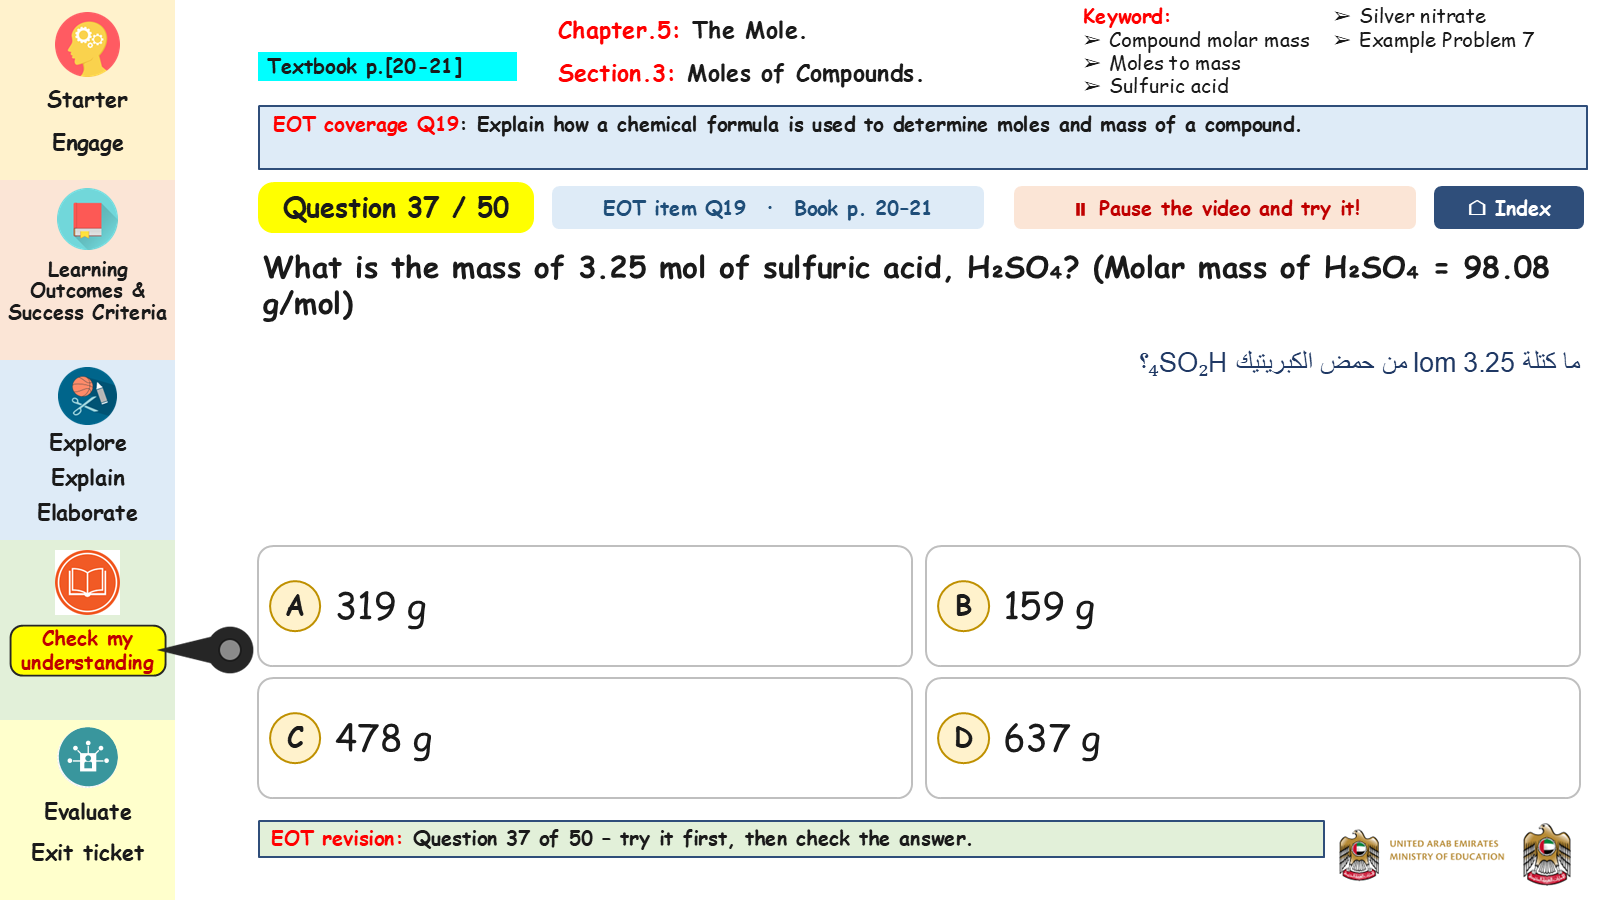 Starter
Engage
Learning
Outcomes &
Success Criteria
Explore
Explain
Elaborate
Check my
understanding
Evaluate
Exit ticket
Textbook p.[20-21]
Chapter.5: The Mole.
Section.3: Moles of Compounds.
Keyword:
➢ Compound molar mass
➢ Moles to mass
➢ Sulfuric acid
➢ Silver nitrate
➢ Example Problem 7
EOT coverage Q19: Explain how a chemical formula is used to determine moles and mass of a compound.
Question 37 / 50
EOT item Q19 · Book p. 20–21
⏸ Pause the video and try it!
⌂ Index
What is the mass of 3.25 mol of sulfuric acid, H₂SO₄? (Molar mass of H₂SO₄ = 98.08
g/mol)
ما كتلة 3.25 lom من حمض الكبريتيك ₄SO₂H؟
A 319 g
B 159 g
C 478 g
D 637 g
EOT revision: Question 37 of 50 – try it first, then check the answer.
UNITED ARAB EMIRATES
MINISTRY OF EDUCATION